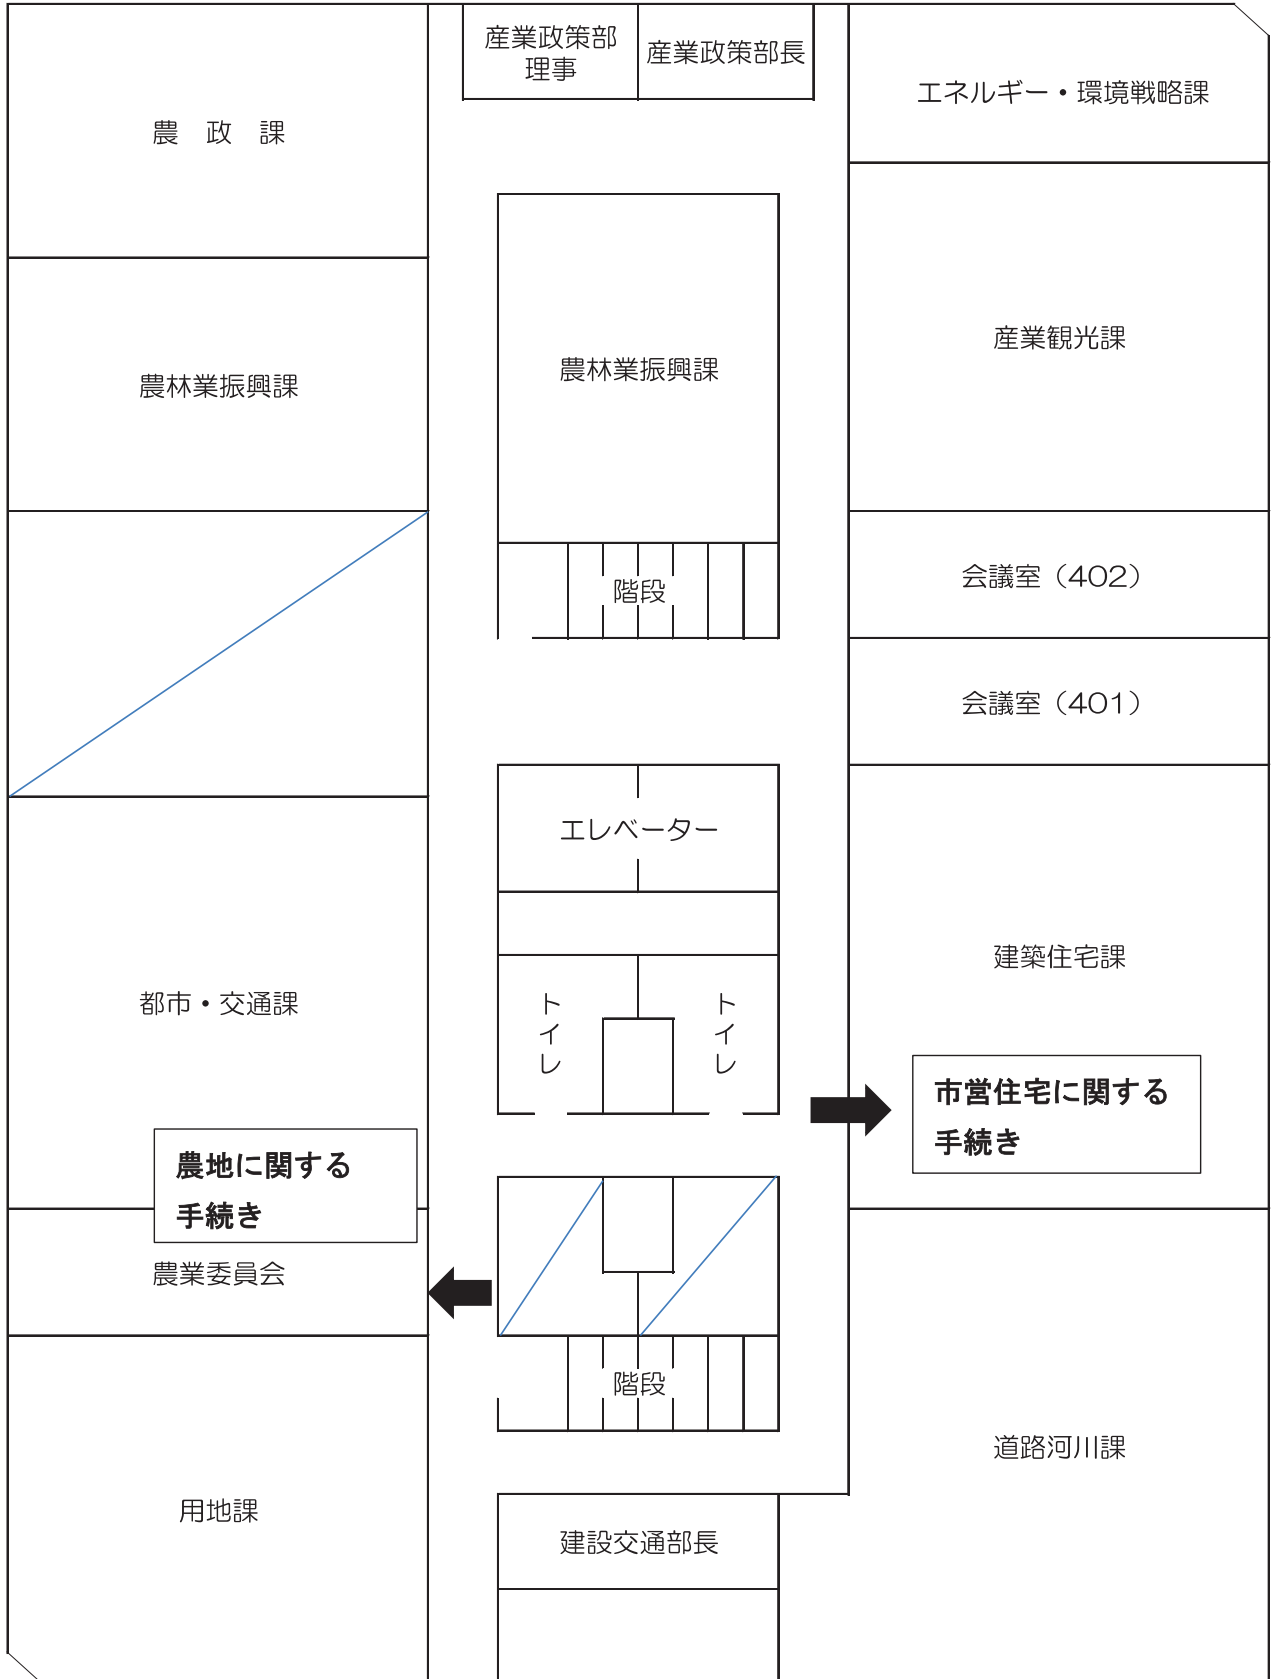 産業政策部
理事
産業政策部長
エネルギー・環境戦略課
農　政　課
産業観光課
農林業振興課
農林業振興課
会議室（402）
階段
会議室（401）
エレベーター
建築住宅課
都市・交通課
トイレ
トイレ
市営住宅に関する
手続き
農地に関する
手続き
農業委員会
階段
道路河川課
用地課
建設交通部長